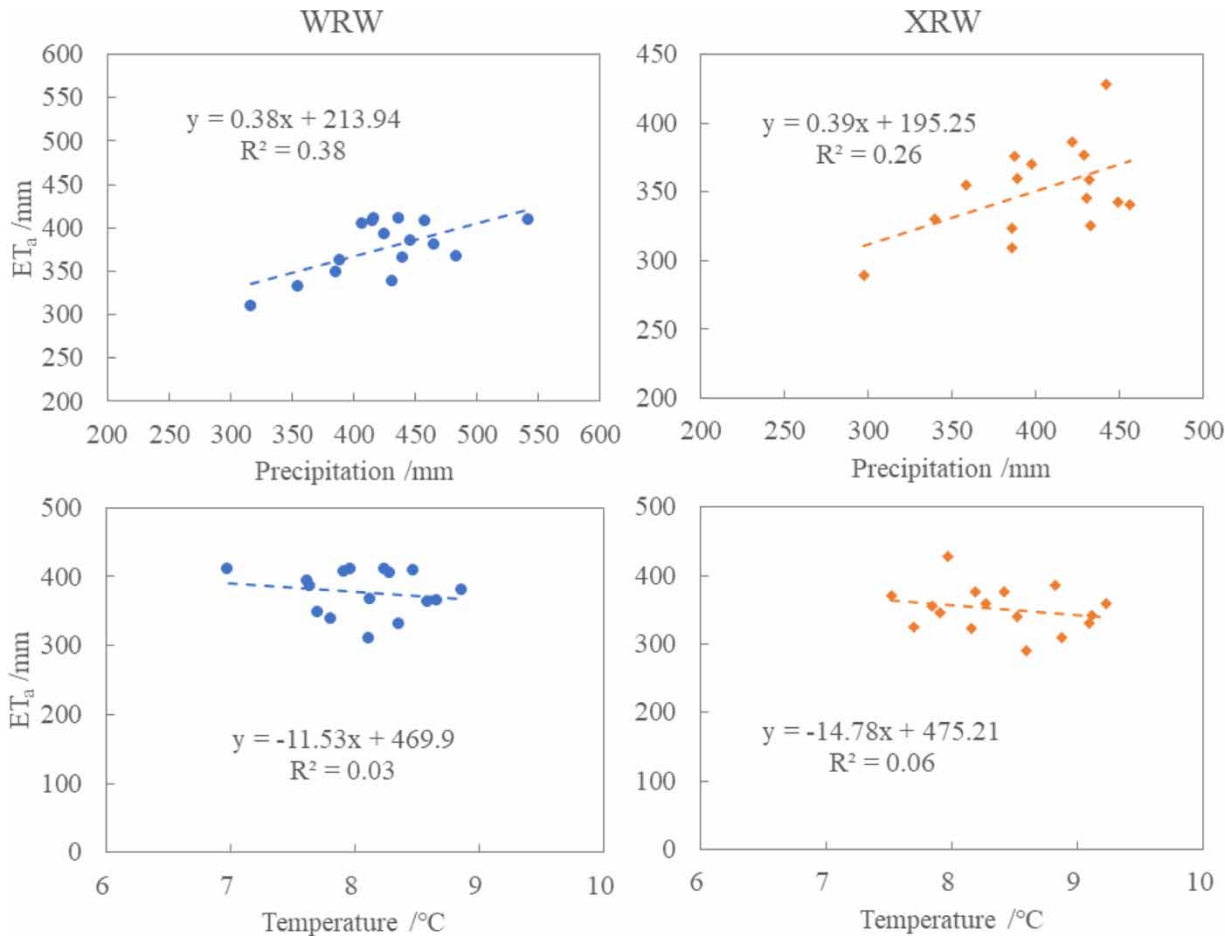 WRW
600
550
500
450
400
350
300
250
200
ETa /mm
y = 0.38x + 213.94
R² = 0.38
200 250 300 350 400 450 500 550 600
Precipitation /mm
XRW
450
400
350
300
250
200
y = 0.39x + 195.25
R² = 0.26
200 250 300 350 400 450 500
Precipitation /mm
500
400
300
200
100
0
ETa /mm
y = -11.53x + 469.9
R² = 0.03
6 7 8 9 10
Temperature /°C
500
400
300
200
100
0
y = -14.78x + 475.21
R² = 0.06
6 7 8 9 10
Temperature /°C